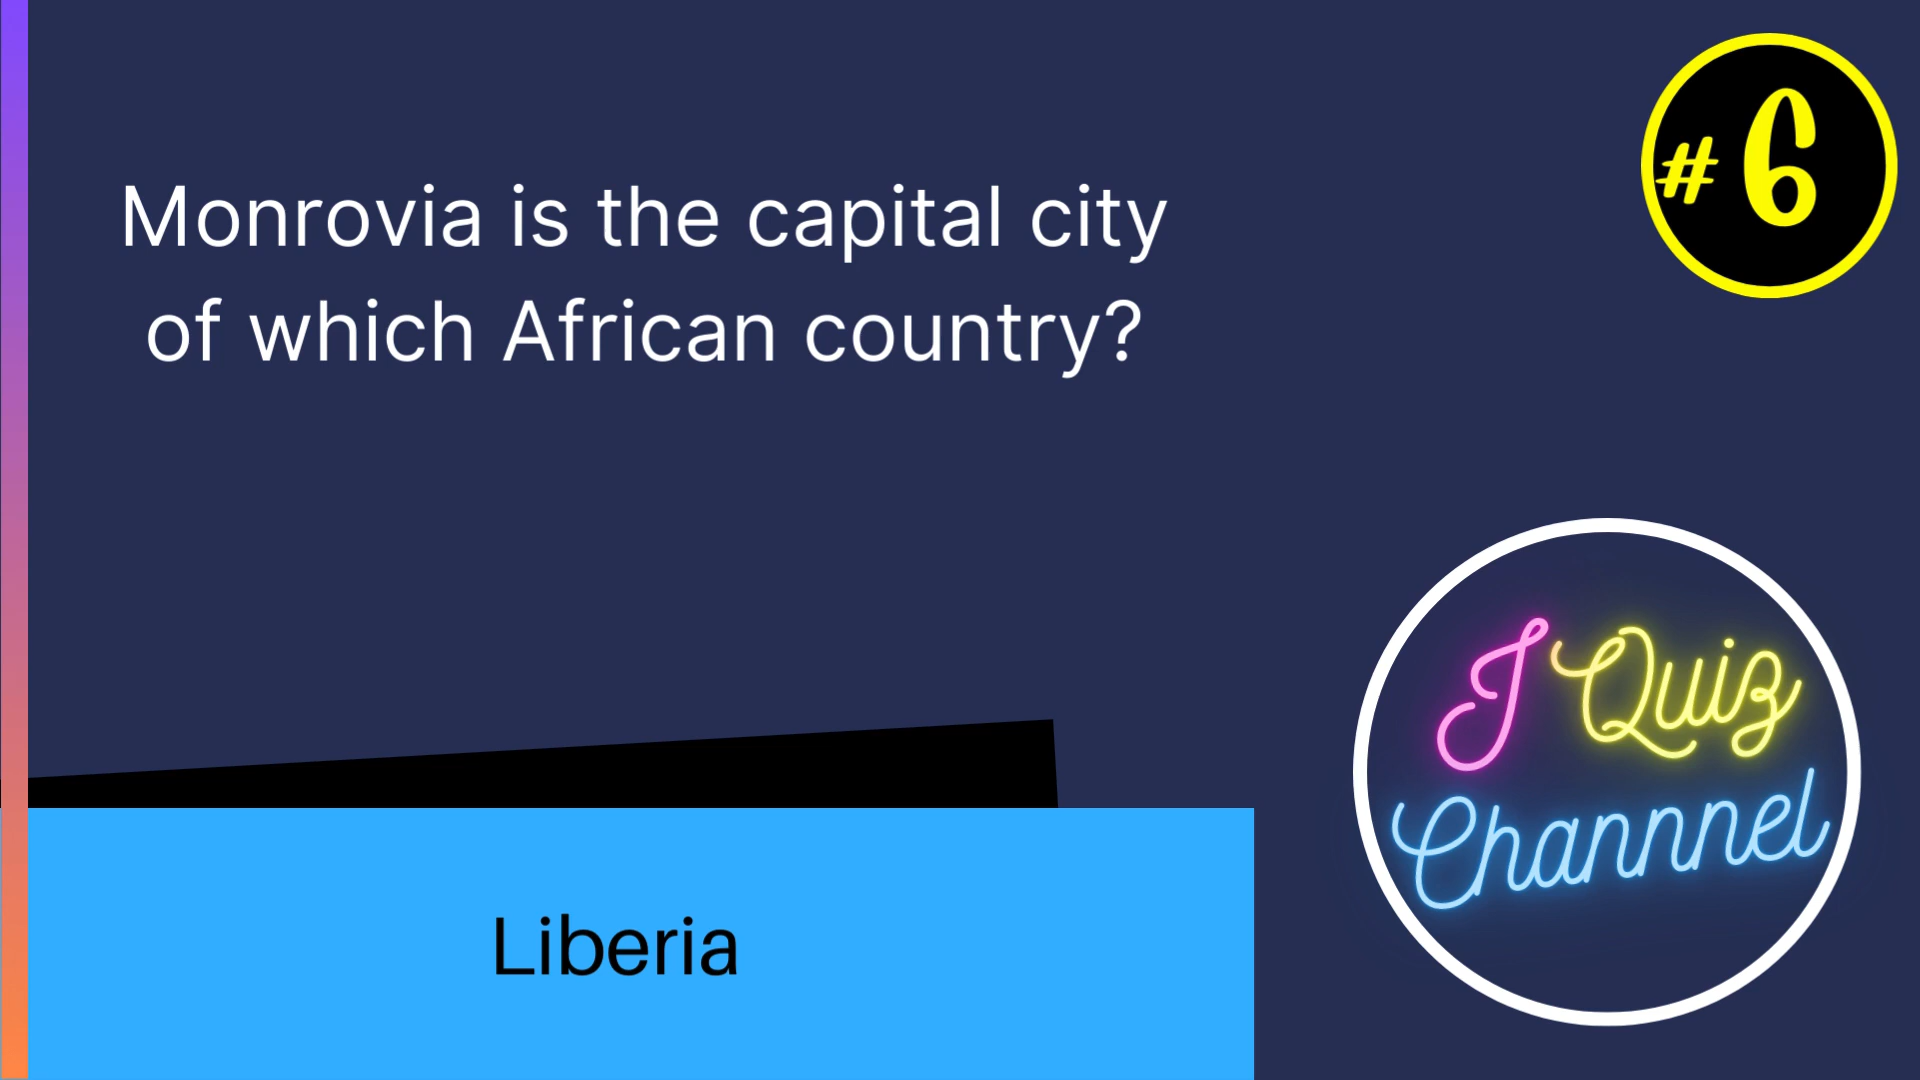 # 6
Monrovia is the capital city
of which African country?
J Quiz
Channnel
Liberia